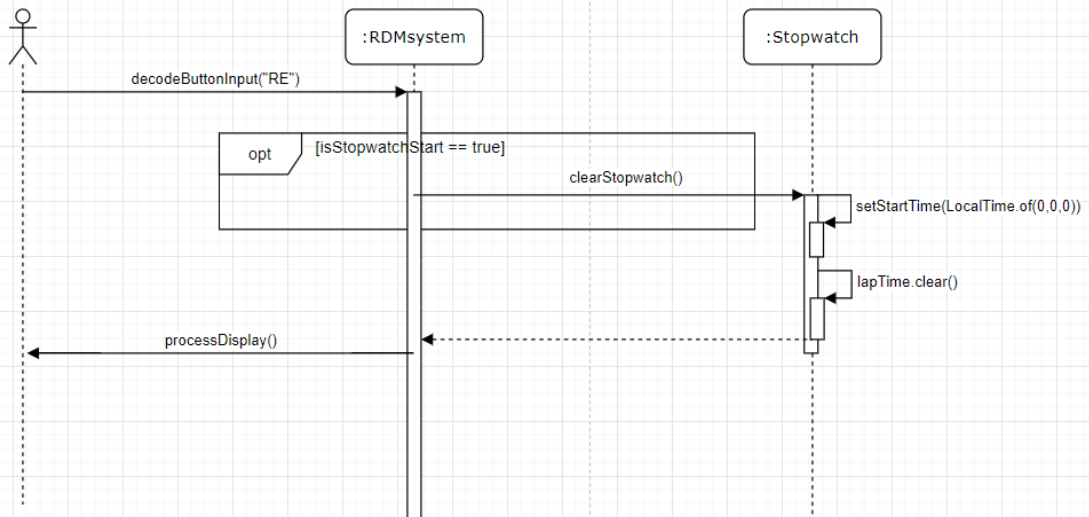 :RDMsystem
:Stopwatch
decodeButtonInput("RE")
opt
[isStopwatchStart == true]
clearStopwatch()
setStartTime(LocalTime.of(0,0,0))
lapTime.clear()
processDisplay()